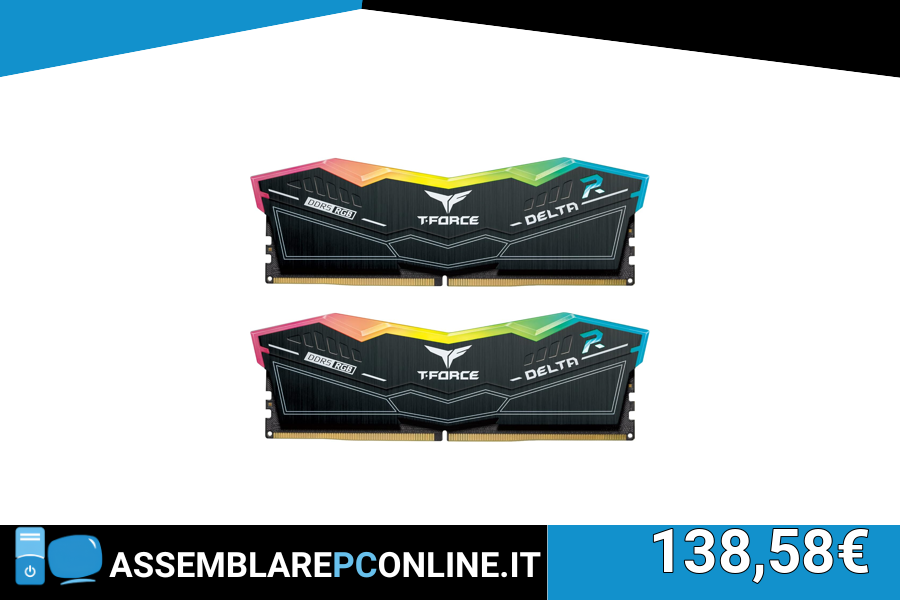 DDR5 RGB
T-FORCE
DELTA
R
DDR5 RGB
T-FORCE
DELTA
R
ASSEMBLAREPCONLINE.IT
138,58€